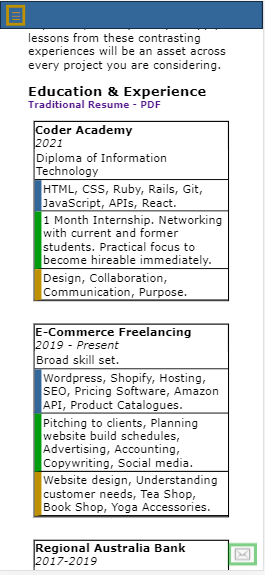 lessons from these contrasting
experiences will be an asset across
every project you are considering.
Education & Experience
Traditional Resume - PDF
Coder Academy
2021
Diploma of Information
Technology
HTML, CSS, Ruby, Rails, Git,
JavaScript, APIs, React.
1 Month Internship. Networking
with current and former
students. Practical focus to
become hireable immediately.
Design, Collaboration,
Communication, Purpose.
E-Commerce Freelancing
2019 - Present
Broad skill set.
Wordpress, Shopify, Hosting,
SEO, Pricing Software, Amazon
API, Product Catalogues.
Pitching to clients, Planning
website build schedules,
Advertising, Accounting,
Copywriting, Social media.
Website design, Understanding
customer needs, Tea Shop,
Book Shop, Yoga Accessories.
Regional Australia Bank
2017-2019